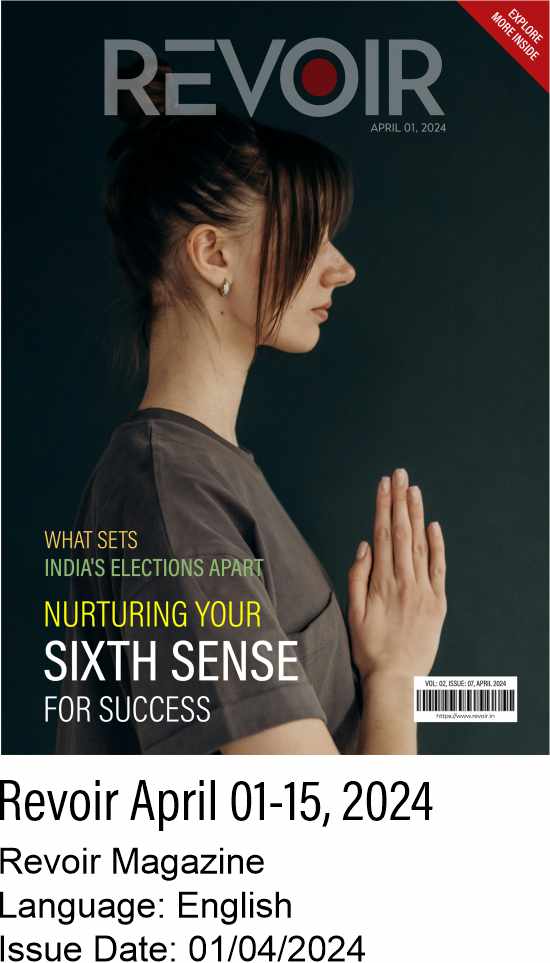 EXPLORE
MORE INSIDE
REVOIR
APRIL 01, 2024
WHAT SETS
INDIA'S ELECTIONS APART
NURTURING YOUR
SIXTH SENSE
FOR SUCCESS
VOL: 02, ISSUE: 07, APRIL 2024
https://www.revoir.in
Revoir April 01-15, 2024
Revoir Magazine
Language: English
Issue Date: 01/04/2024